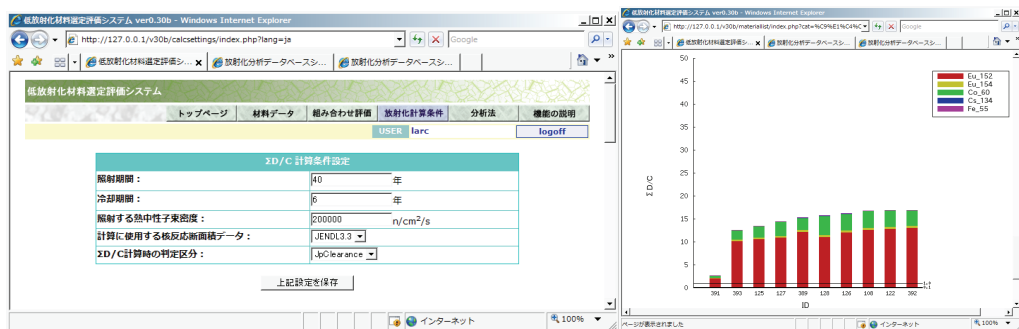 低放射化材料選定評価システム ver0.30b - Windows Internet Explorer
http://127.0.0.1/v30b/calcsettings/index.php?lang=ja
Google
低放射化材料選定評価シ...
放射化分析データベースシ...
放射化分析データベースシ...
低放射化材料選定評価システム
トップページ 材料データ 組み合わせ評価 放射化計算条件 分析法 機能の説明
USER larc logoff
ΣD/C 計算条件設定
照射期間： 40 年
冷却期間： 6 年
照射する熱中性子束密度： 200000 n/cm²/s
計算に使用する核反応断面積データ： JENDL3.3
ΣD/C計算時の判定区分： JpClearance
上記設定を保存
インターネット 100%
低放射化材料選定評価システム ver0.30b - Windows Internet Explorer
http://127.0.0.1/v30b/materiallist/index.php?cat=%C9%E1%C4%C
Google
低放射化材料選定評価シ...
放射化分析データベースシ...
放射化分析データベースシ...
50
45
40
35
30
25
20
15
10
5
0
ΣD/C
Eu_152
Eu_154
Co_60
Cs_134
Fe_55
391 393 125 127 389 128 126 108 122 392
ID
ページが表示されました
インターネット 100%